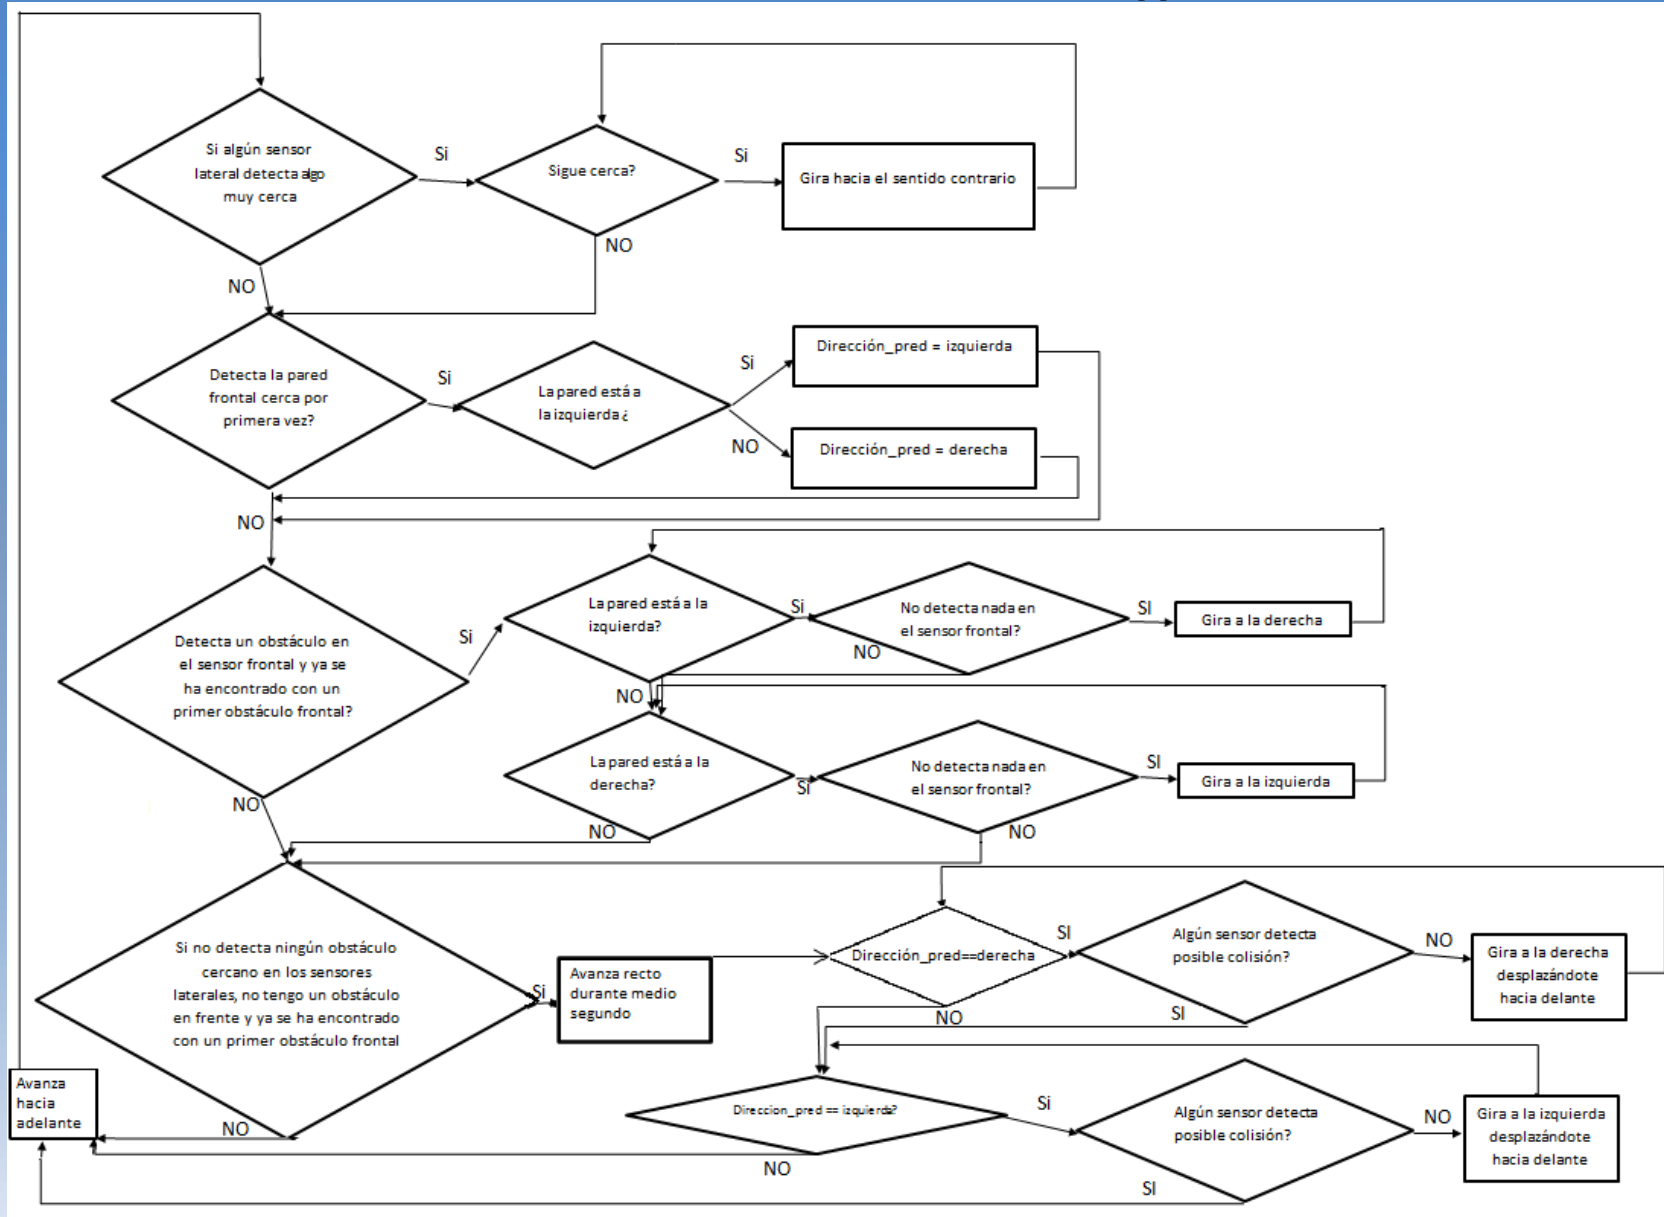 Si algún sensor
lateral detecta algo
muy cerca
Si
Sigue cerca?
Si
Gira hacia el sentido contrario
NO
NO
Detecta la pared
frontal cerca por
primera vez?
Si
La pared está a
la izquierda ¿
Si
Dirección_pred = izquierda
NO
Dirección_pred = derecha
NO
Detecta un obstáculo en
el sensor frontal y ya se
ha encontrado con un
primer obstáculo frontal?
Si
La pared está a la
izquierda?
Si
No detecta nada en
el sensor frontal?
SI
Gira a la derecha
NO
NO
La pared está a la
derecha?
Si
No detecta nada en
el sensor frontal?
SI
Gira a la izquierda
NO
NO
NO
Si no detecta ningún obstáculo
cercano en los sensores
laterales, no tengo un obstáculo
en frente y ya se ha encontrado
con un primer obstáculo frontal
Si
Avanza recto
durante medio
segundo
Dirección_pred==derecha
SI
Algún sensor detecta
posible colisión?
NO
Gira a la derecha
desplazándote
hacia delante
NO
SI
Direccion_pred == izquierda?
Si
Algún sensor detecta
posible colisión?
NO
Gira a la izquierda
desplazándote
hacia delante
Avanza
hacia
adelante
NO
NO
SI